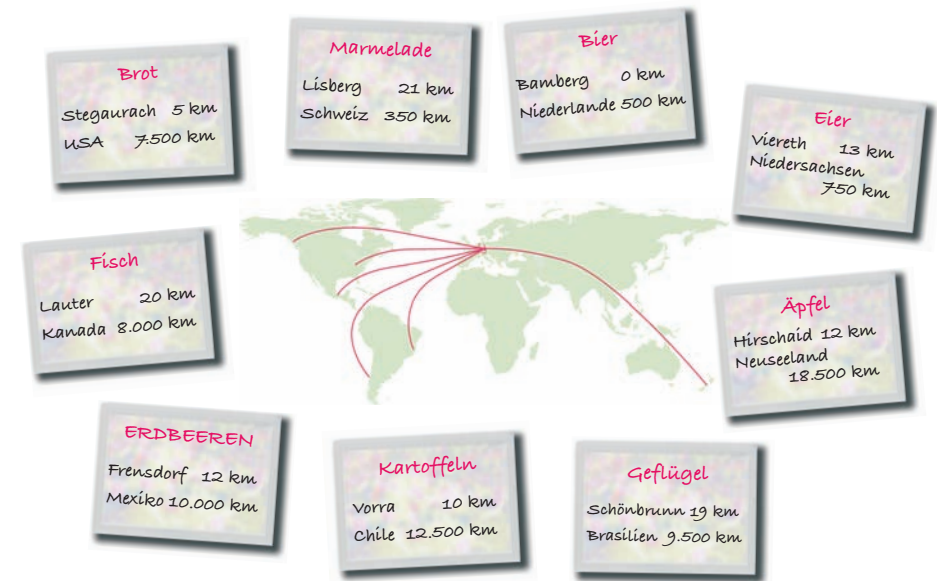 Brot
Stegaurach 5 km
USA 7.500 km
Marmelade
Lisberg 21 km
Schweiz 350 km
Bier
Bamberg 0 km
Niederlande 500 km
Eier
Viereth 13 km
Niedersachsen
750 km
Fisch
Lauter 20 km
Kanada 8.000 km
Äpfel
Hirschaid 12 km
Neuseeland
18.500 km
ERDBEEREN
Frensdorf 12 km
Mexiko 10.000 km
Kartoffeln
Vorra 10 km
Chile 12.500 km
Geflügel
Schönbrunn 19 km
Brasilien 9.500 km